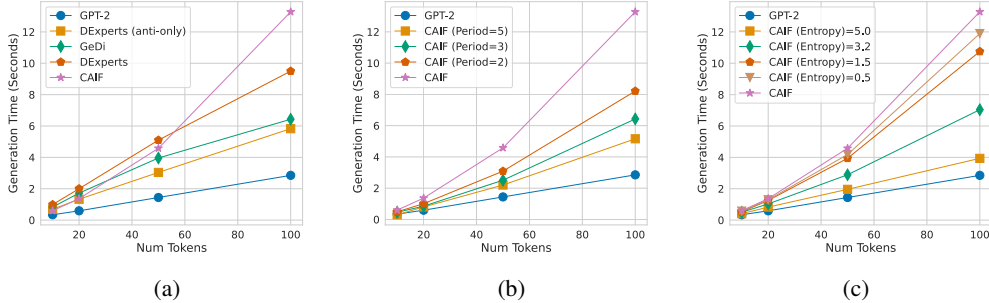 Generation Time (Seconds)
12
10
8
6
4
2
0
GPT-2
DExperts (anti-only)
GeDi
DExperts
CAIF
20
40
60
80
100
Num Tokens
(a)
Generation Time (Seconds)
12
10
8
6
4
2
0
GPT-2
CAIF (Period=5)
CAIF (Period=3)
CAIF (Period=2)
CAIF
20
40
60
80
100
Num Tokens
(b)
Generation Time (Seconds)
12
10
8
6
4
2
0
GPT-2
CAIF (Entropy)=5.0
CAIF (Entropy)=3.2
CAIF (Entropy)=1.5
CAIF (Entropy)=0.5
CAIF
20
40
60
80
100
Num Tokens
(c)